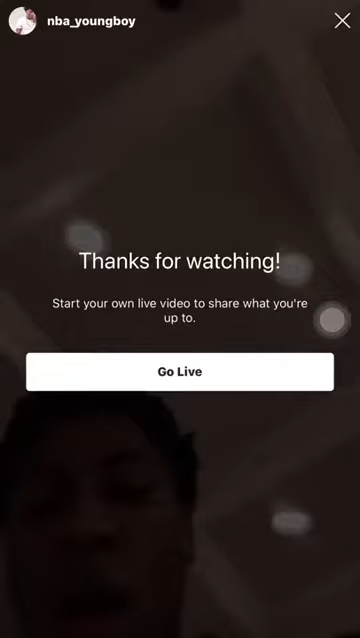 nba_youngboy
Thanks for watching!
Start your own live video to share what you're
up to.
Go Live